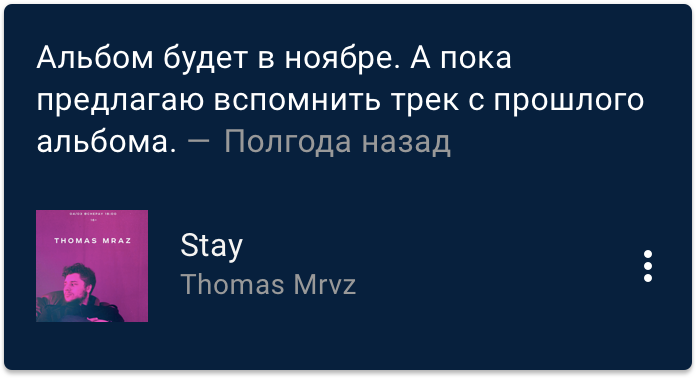 Альбом будет в ноябре. А пока
предлагаю вспомнить трек с прошлого
альбома. — Полгода назад
THOMAS MRAZ
Stay
Thomas Mrvz